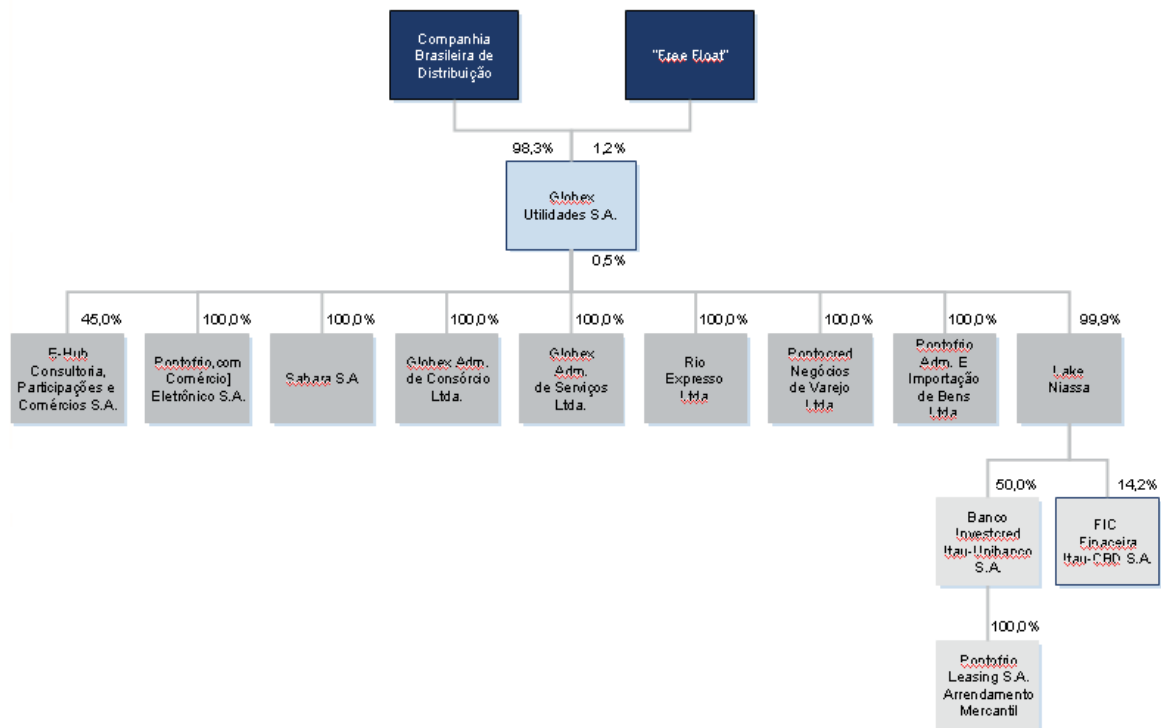 Companhia
Brasileira de
Distribuição
"Free Float"
98,3%
1,2%
Globex
Utilidades S.A.
0,5%
45,0%
100,0%
100,0%
100,0%
100,0%
100,0%
100,0%
100,0%
99,9%
E-Hub
Consultoria,
Participações e
Comércios S.A.
Pontofrio,com
Comércio]
Eletrônico S.A.
Sahara S.A
Globex Adm.
de Consórcio
Ltda.
Globex
Adm.
de Serviços
Ltda.
Rio
Expresso
Ltda
Pontocred
Negócios
de Varejo
Ltda
Pontofrio
Adm. E
Importação
de Bens
Ltda
Lake
Niassa
50,0%
14,2%
Banco
Investcred
Itau-Unibanco
S.A.
FIC
Finaceira
Itau-CBD S.A.
100,0%
Pontofrio
Leasing S.A.
Arrendamento
Mercantil